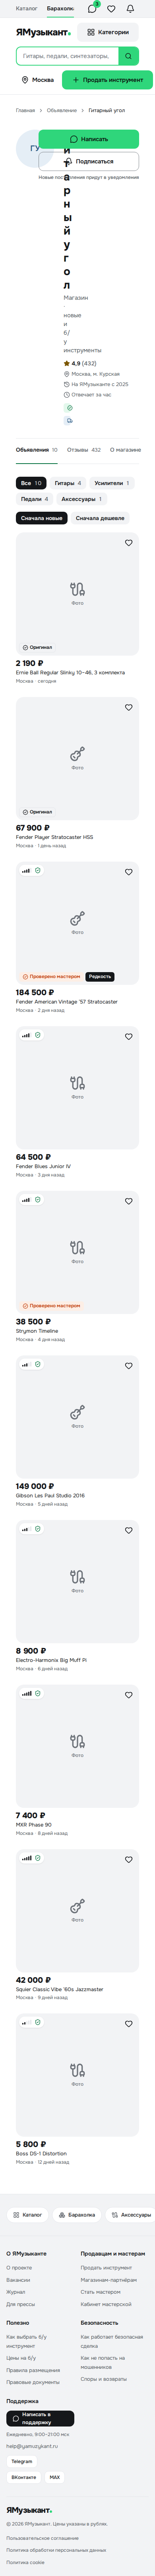 Каталог Барахолка 3
ЯМузыкант. Категории
Гитары, педали, синтезаторы,
Москва Продать инструмент
Главная Объявление Гитарный угол
ГУ
Написать
Подписаться
Новые поступления придут в уведомления
и
т
а
р
н
ы
й
у
г
о
л
Магазин
·
новые
и
б/
у
инструменты
4,9 (432)
Москва, м. Курская
На ЯМузыканте с 2025
Отвечает за час
Объявления 10 Отзывы 432 О магазине
Все 10 Гитары 4 Усилители 1
Педали 4 Аксессуары 1
Сначала новые Сначала дешевле
Фото
Оригинал
2 190 ₽
Ernie Ball Regular Slinky 10–46, 3 комплекта
Москва · сегодня
Фото
Оригинал
67 900 ₽
Fender Player Stratocaster HSS
Москва · 1 день назад
Фото
Проверено мастером Редкость
184 500 ₽
Fender American Vintage '57 Stratocaster
Москва · 2 дня назад
Фото
64 500 ₽
Fender Blues Junior IV
Москва · 3 дня назад
Фото
Проверено мастером
38 500 ₽
Strymon Timeline
Москва · 4 дня назад
Фото
149 000 ₽
Gibson Les Paul Studio 2016
Москва · 5 дней назад
Фото
8 900 ₽
Electro-Harmonix Big Muff Pi
Москва · 6 дней назад
Фото
7 400 ₽
MXR Phase 90
Москва · 8 дней назад
Фото
42 000 ₽
Squier Classic Vibe '60s Jazzmaster
Москва · 9 дней назад
Фото
5 800 ₽
Boss DS-1 Distortion
Москва · 12 дней назад
Каталог Барахолка Аксессуары
О ЯМузыканте
О проекте
Вакансии
Журнал
Для прессы
Продавцам и мастерам
Продать инструмент
Магазинам-партнёрам
Стать мастером
Кабинет мастерской
Полезно
Как выбрать б/у
инструмент
Цены на б/у
Правила размещения
Правовые документы
Безопасность
Как работает безопасная
сделка
Как не попасть на
мошенников
Споры и возвраты
Поддержка
Написать в
поддержку
Ежедневно, 9:00–21:00 мск
help@yamuzykant.ru
Telegram
ВКонтакте MAX
ЯМузыкант.
© 2026 ЯМузыкант. Цены указаны в рублях.
Пользовательское соглашение
Политика обработки персональных данных
Политика cookie